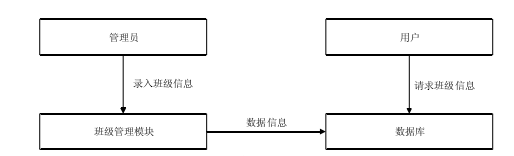 管理员
用户
录入班级信息
请求班级信息
班级管理模块
数据信息
数据库